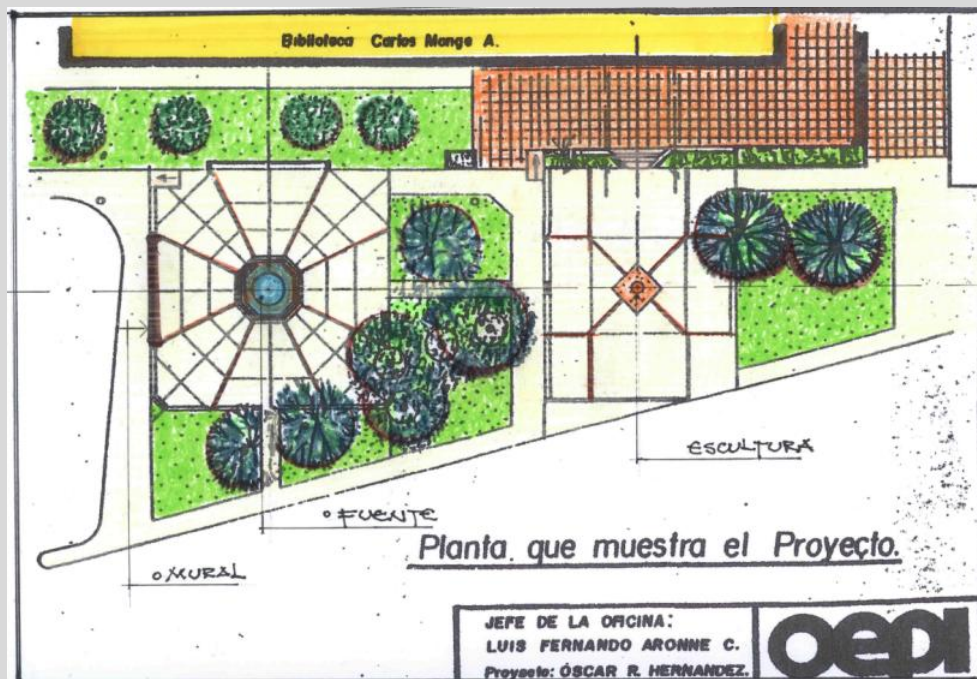 Biblioteca Carlos Monge A.
ESCULTURA
FUENTE
MURAL
Planta que muestra el Proyecto.
JEFE DE LA OFICINA:
LUIS FERNANDO ARONNE C.
Proyecto: ÓSCAR R. HERNANDEZ.
oepi